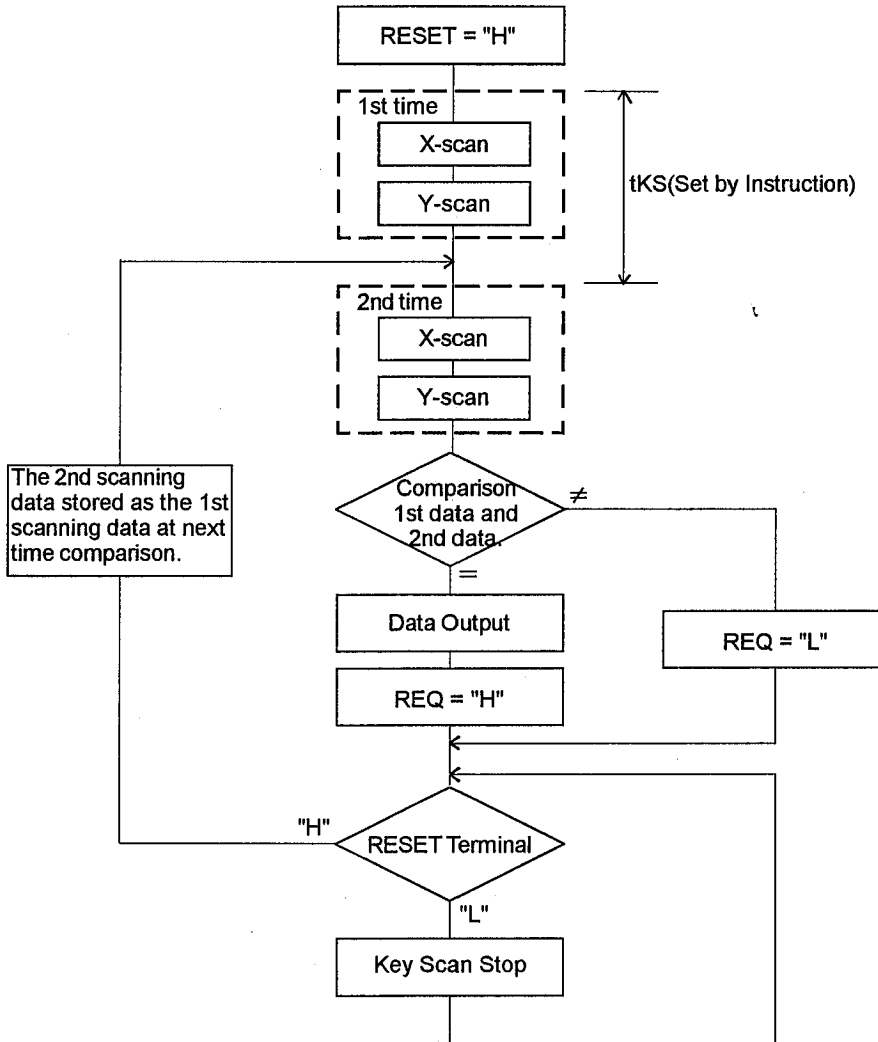 RESET = "H"
1st time
X-scan
Y-scan
tKS(Set by Instruction)
2nd time
X-scan
Y-scan
The 2nd scanning
data stored as the 1st
scanning data at next
time comparison.
Comparison
1st data and
2nd data.
≠
=
Data Output
REQ = "L"
REQ = "H"
"H"
RESET Terminal
"L"
Key Scan Stop